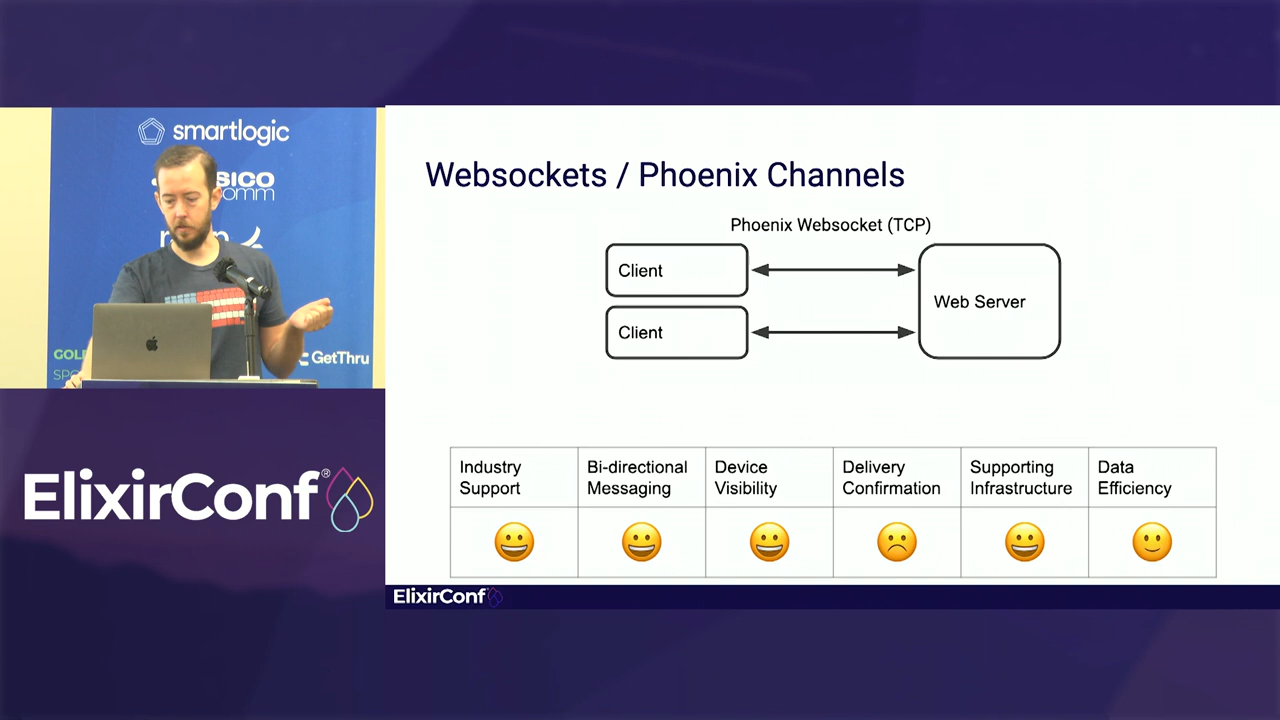 smartlogic
SICO
omm
GetThru
ElixirConf®
Websockets / Phoenix Channels
Phoenix Websocket (TCP)
Client
Client
Web Server
Industry
Support
Bi-directional
Messaging
Device
Visibility
Delivery
Confirmation
Supporting
Infrastructure
Data
Efficiency
ElixirConf